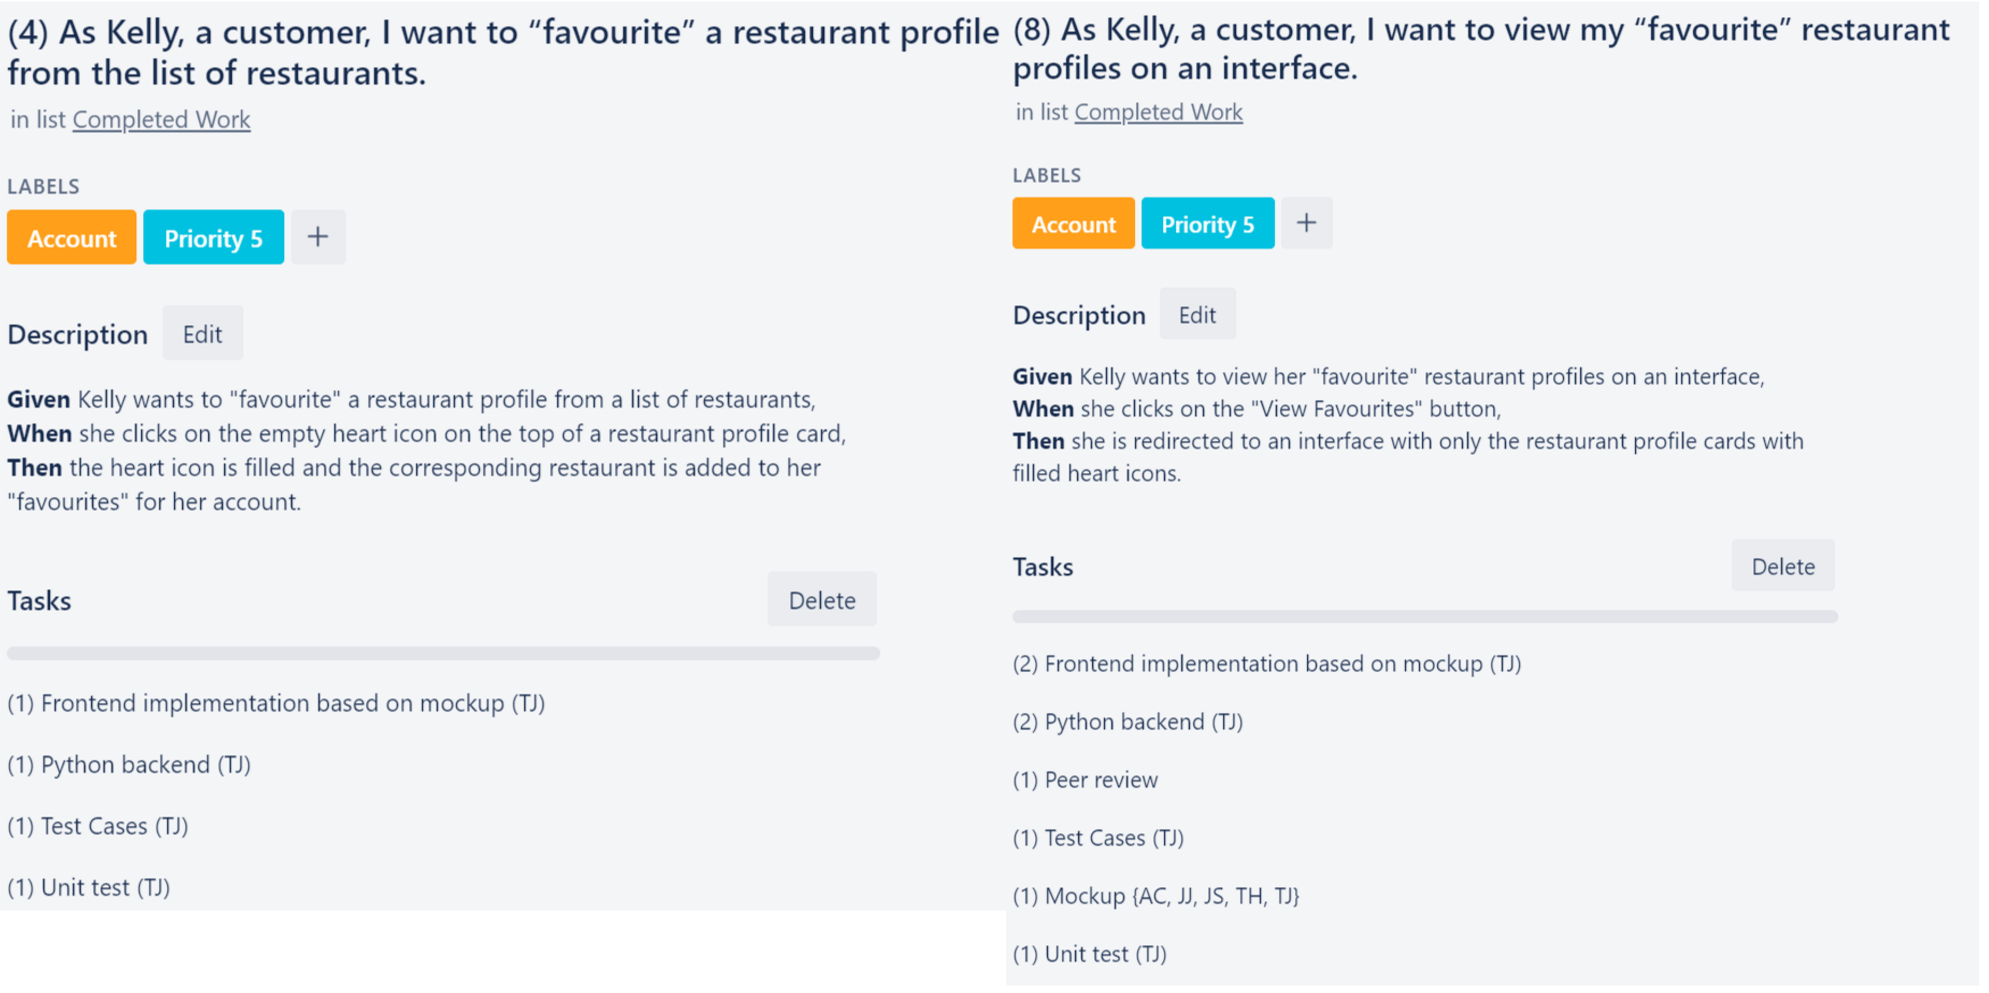 (4) As Kelly, a customer, I want to “favourite” a restaurant profile
from the list of restaurants.
in list Completed Work
LABELS
Account Priority 5 +
Description Edit
Given Kelly wants to "favourite" a restaurant profile from a list of restaurants,
When she clicks on the empty heart icon on the top of a restaurant profile card,
Then the heart icon is filled and the corresponding restaurant is added to her
"favourites" for her account.
Tasks Delete
(1) Frontend implementation based on mockup (TJ)
(1) Python backend (TJ)
(1) Test Cases (TJ)
(1) Unit test (TJ)
(8) As Kelly, a customer, I want to view my “favourite” restaurant
profiles on an interface.
in list Completed Work
LABELS
Account Priority 5 +
Description Edit
Given Kelly wants to view her "favourite" restaurant profiles on an interface,
When she clicks on the "View Favourites" button,
Then she is redirected to an interface with only the restaurant profile cards with
filled heart icons.
Tasks Delete
(2) Frontend implementation based on mockup (TJ)
(2) Python backend (TJ)
(1) Peer review
(1) Test Cases (TJ)
(1) Mockup {AC, JJ, JS, TH, TJ}
(1) Unit test (TJ)